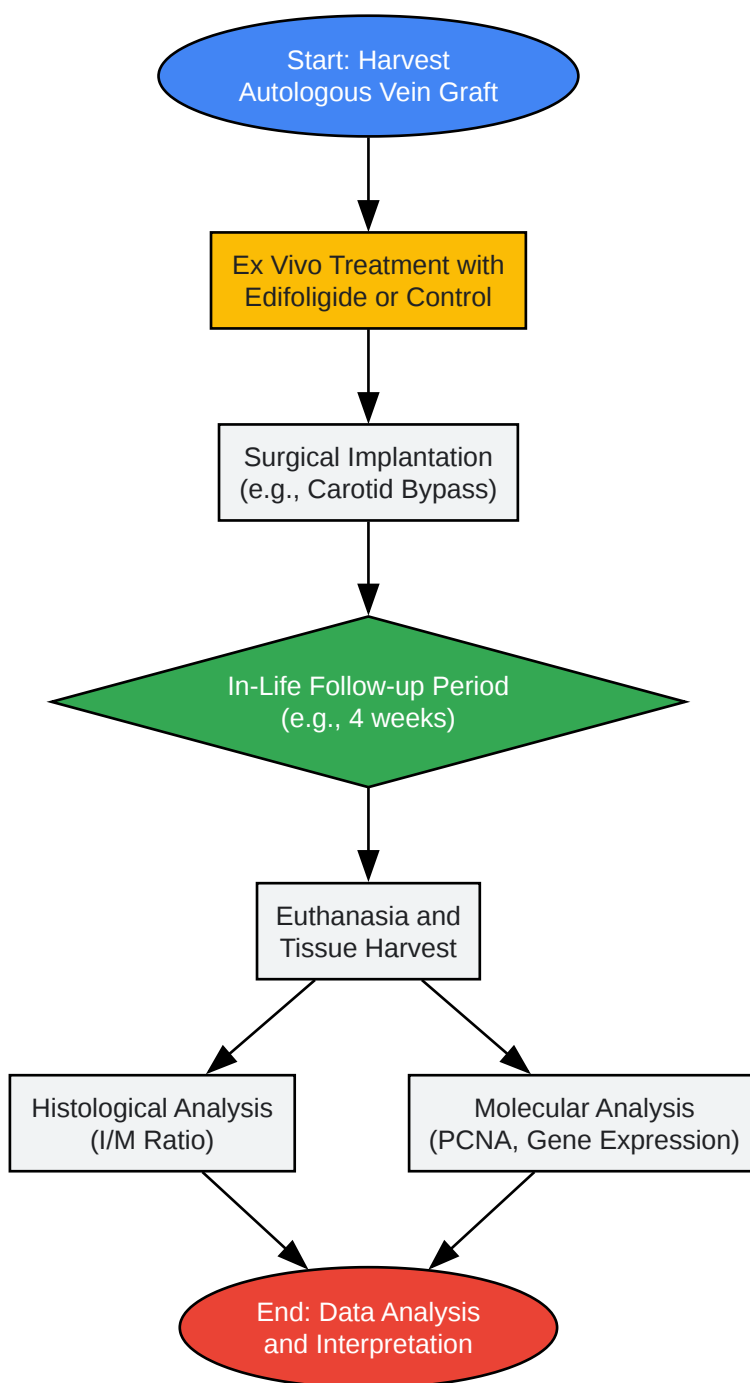 Start: Harvest
Autologous Vein Graft
Ex Vivo Treatment with
Edifoligide or Control
Surgical Implantation
(e.g., Carotid Bypass)
In-Life Follow-up Period
(e.g., 4 weeks)
Euthanasia and
Tissue Harvest
Histological Analysis
(I/M Ratio)
Molecular Analysis
(PCNA, Gene Expression)
End: Data Analysis
and Interpretation